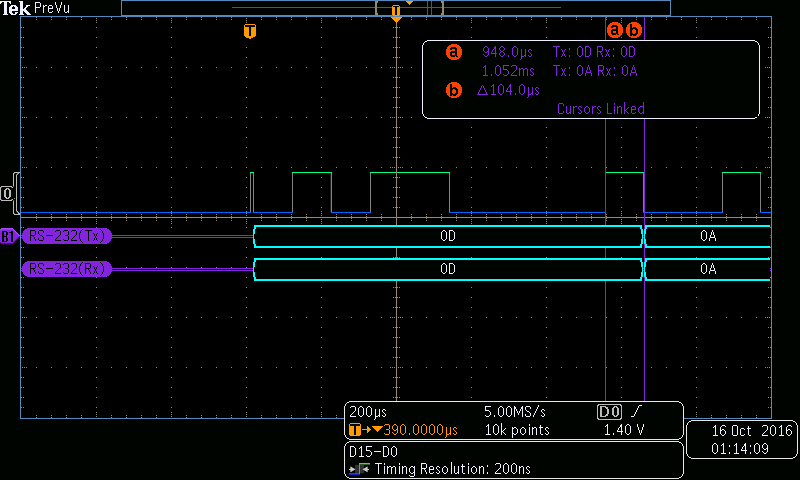 Tek PreVu
T
T
a b
a 948.0µs Tx: 0D Rx: 0D
1.052ms Tx: 0A Rx: 0A
b △104.0µs
Cursors Linked
0
B1 RS-232(Tx) 0D 0A
RS-232(Rx) 0D 0A
200µs 5.00MS/s D0
T→▼390.0000µs 10k points 1.40 V
D15-D0
Timing Resolution: 200ns
16 Oct 2016
01:14:09